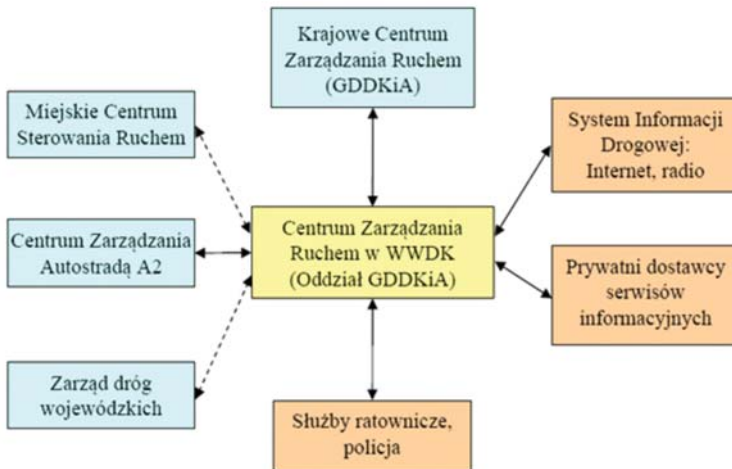 Krajowe Centrum
Zarządzania Ruchem
(GDDKiA)
Miejskie Centrum
Sterowania Ruchem
System Informacji
Drogowej:
Internet, radio
Centrum Zarządzania
Autostradą A2
Centrum Zarządzania
Ruchem w WWDK
(Oddział GDDKiA)
Prywatni dostawcy
serwisów
informacyjnych
Zarząd dróg
wojewódzkich
Służby ratownicze,
policja